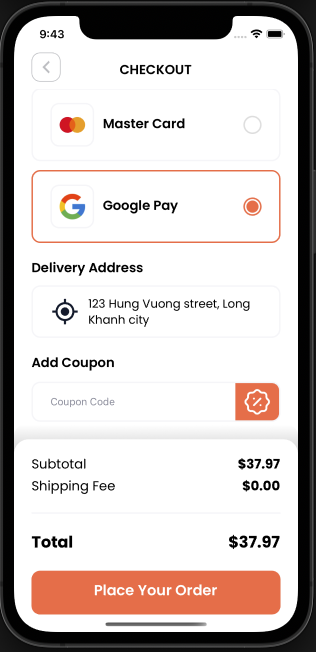 9:43
CHECKOUT
Master Card
Google Pay
Delivery Address
123 Hung Vuong street, Long
Khanh city
Add Coupon
Coupon Code
Subtotal $37.97
Shipping Fee $0.00
Total $37.97
Place Your Order